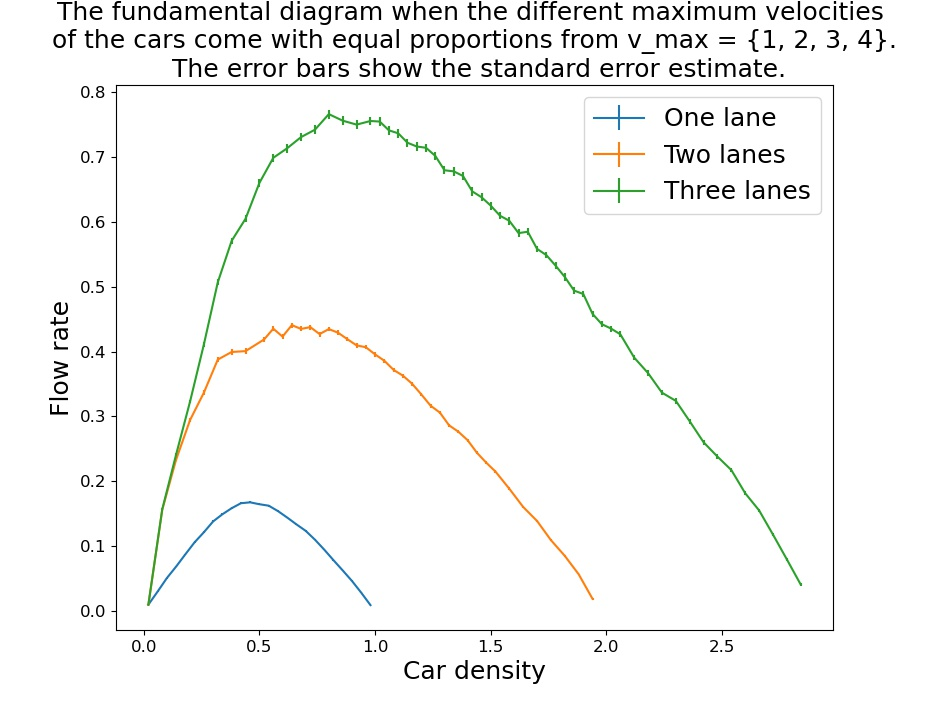 The fundamental diagram when the different maximum velocities
of the cars come with equal proportions from v_max = {1, 2, 3, 4}.
The error bars show the standard error estimate.
One lane
Two lanes
Three lanes
Flow rate
0.8
0.7
0.6
0.5
0.4
0.3
0.2
0.1
0.0
0.0 0.5 1.0 1.5 2.0 2.5
Car density